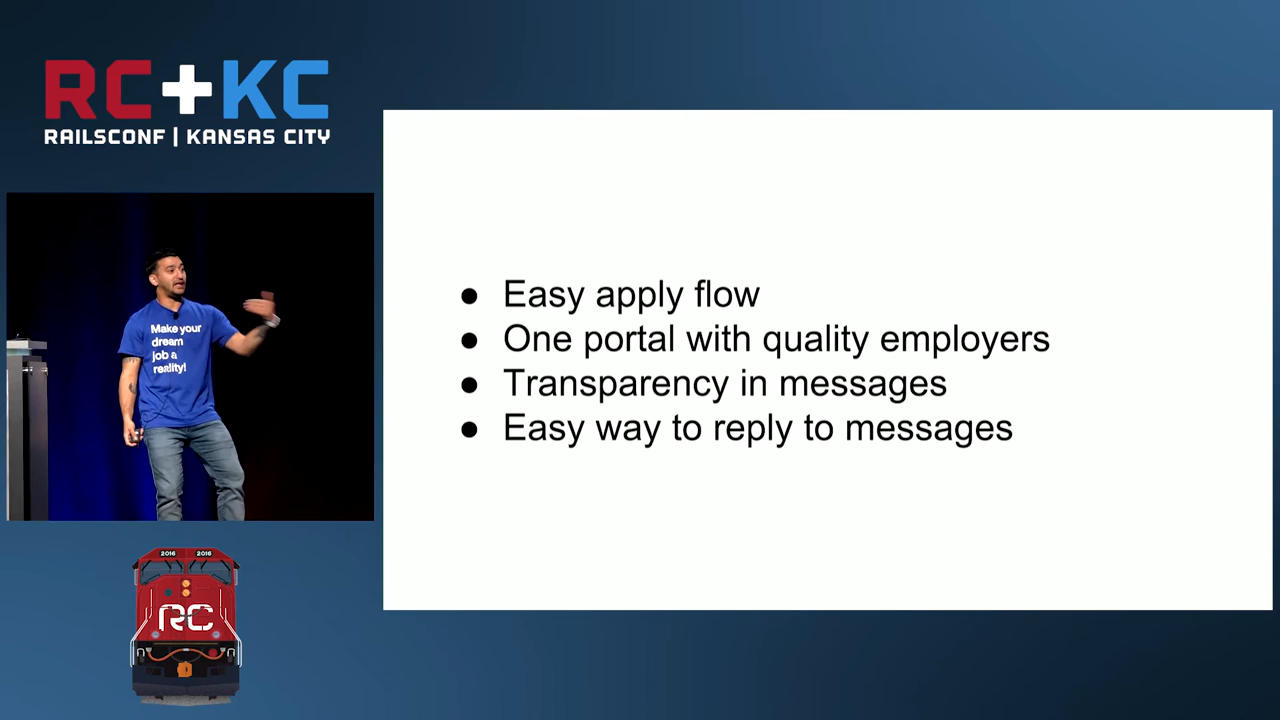 RC+KC
RAILSCONF | KANSAS CITY
Make your
dream
job a
reality!
● Easy apply flow
● One portal with quality employers
● Transparency in messages
● Easy way to reply to messages
2016 2016
RC